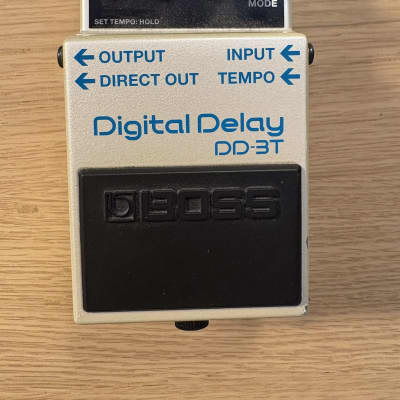 MODE
SET TEMPO: HOLD
OUTPUT INPUT
DIRECT OUT TEMPO
Digital Delay
DD-3T
BOSS